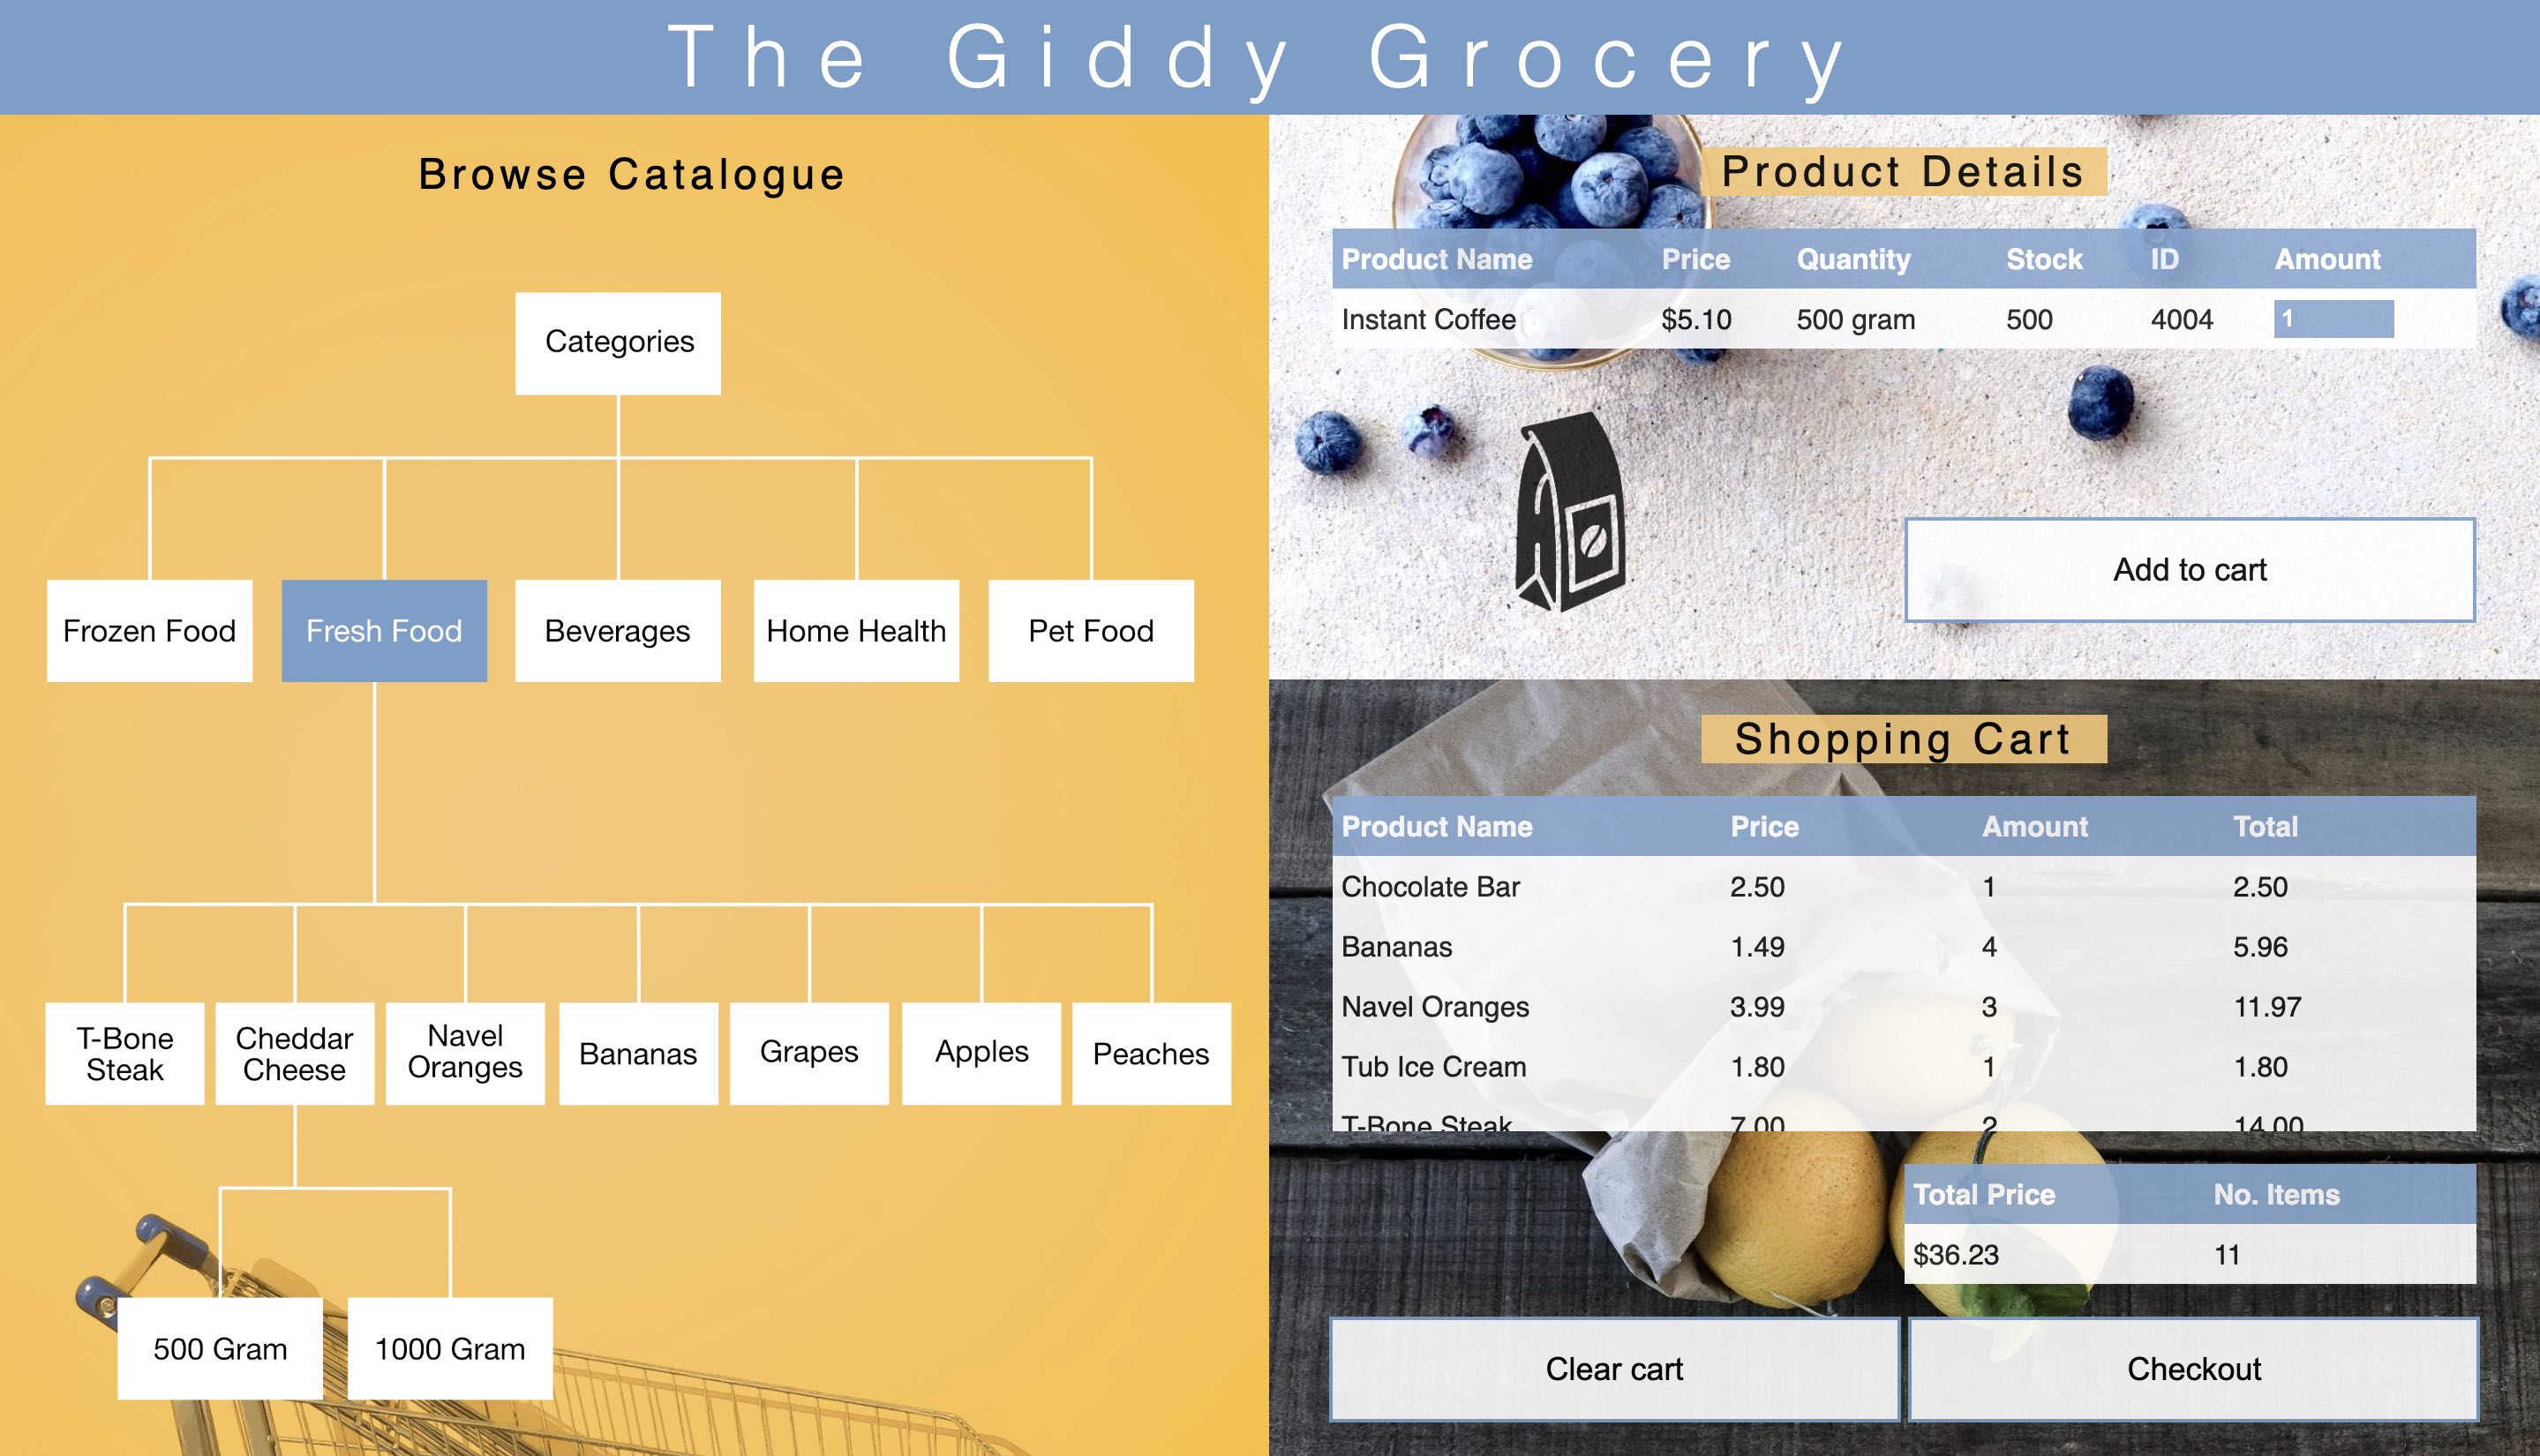 The Giddy Grocery
Browse Catalogue
Categories
Frozen Food
Fresh Food
Beverages
Home Health
Pet Food
T-Bone
Steak
Cheddar
Cheese
Navel
Oranges
Bananas
Grapes
Apples
Peaches
500 Gram
1000 Gram
Product Details
Product Name Price Quantity Stock ID Amount
Instant Coffee $5.10 500 gram 500 4004 1
Add to cart
Shopping Cart
Product Name Price Amount Total
Chocolate Bar 2.50 1 2.50
Bananas 1.49 4 5.96
Navel Oranges 3.99 3 11.97
Tub Ice Cream 1.80 1 1.80
T-Bone Steak 7.00 2 14.00
Total Price No. Items
$36.23 11
Clear cart
Checkout